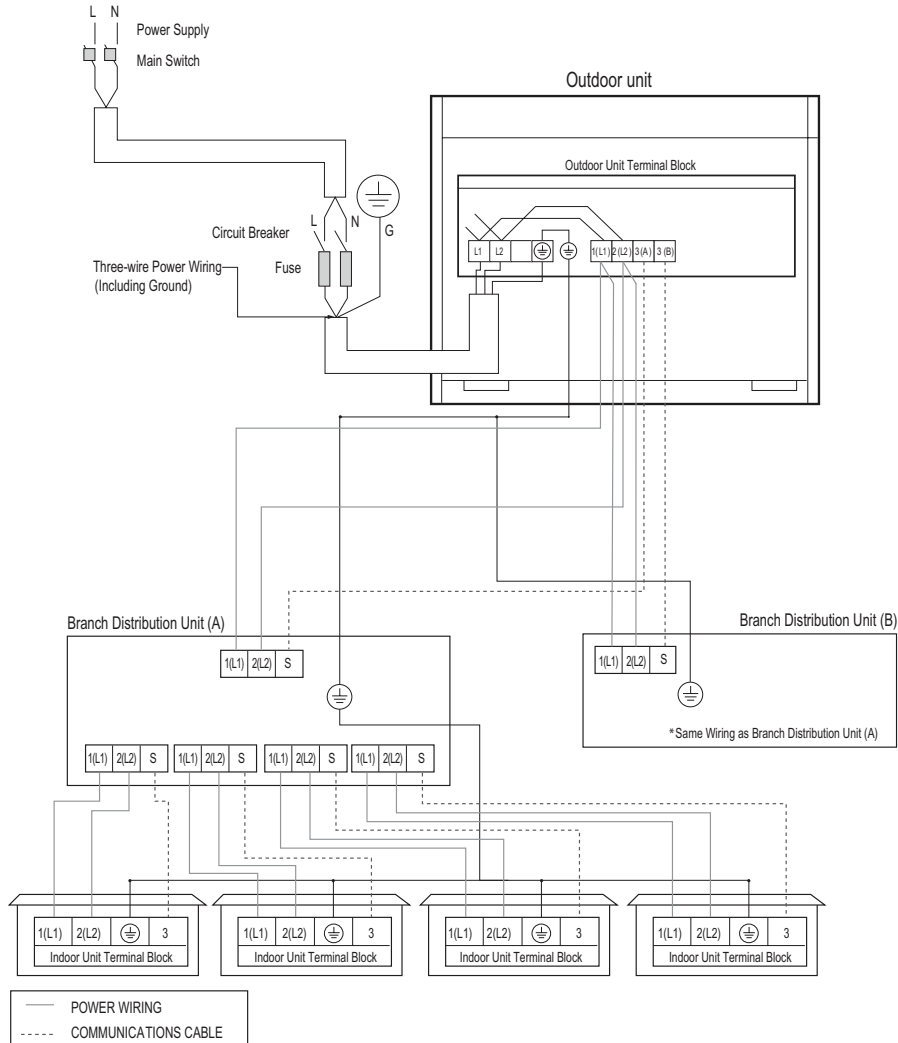 L N
Power Supply
Main Switch
Outdoor unit
Outdoor Unit Terminal Block
L N
G
Circuit Breaker
Fuse
Three-wire Power Wiring
(Including Ground)
L1 L2 1(L1) 2(L2) 3(A) 3(B)
Branch Distribution Unit (A)
1(L1) 2(L2) S
Branch Distribution Unit (B)
1(L1) 2(L2) S
*Same Wiring as Branch Distribution Unit (A)
1(L1) 2(L2) S 1(L1) 2(L2) S 1(L1) 2(L2) S 1(L1) 2(L2) S
1(L1) 2(L2) 3
Indoor Unit Terminal Block
1(L1) 2(L2) 3
Indoor Unit Terminal Block
1(L1) 2(L2) 3
Indoor Unit Terminal Block
1(L1) 2(L2) 3
Indoor Unit Terminal Block
POWER WIRING
COMMUNICATIONS CABLE